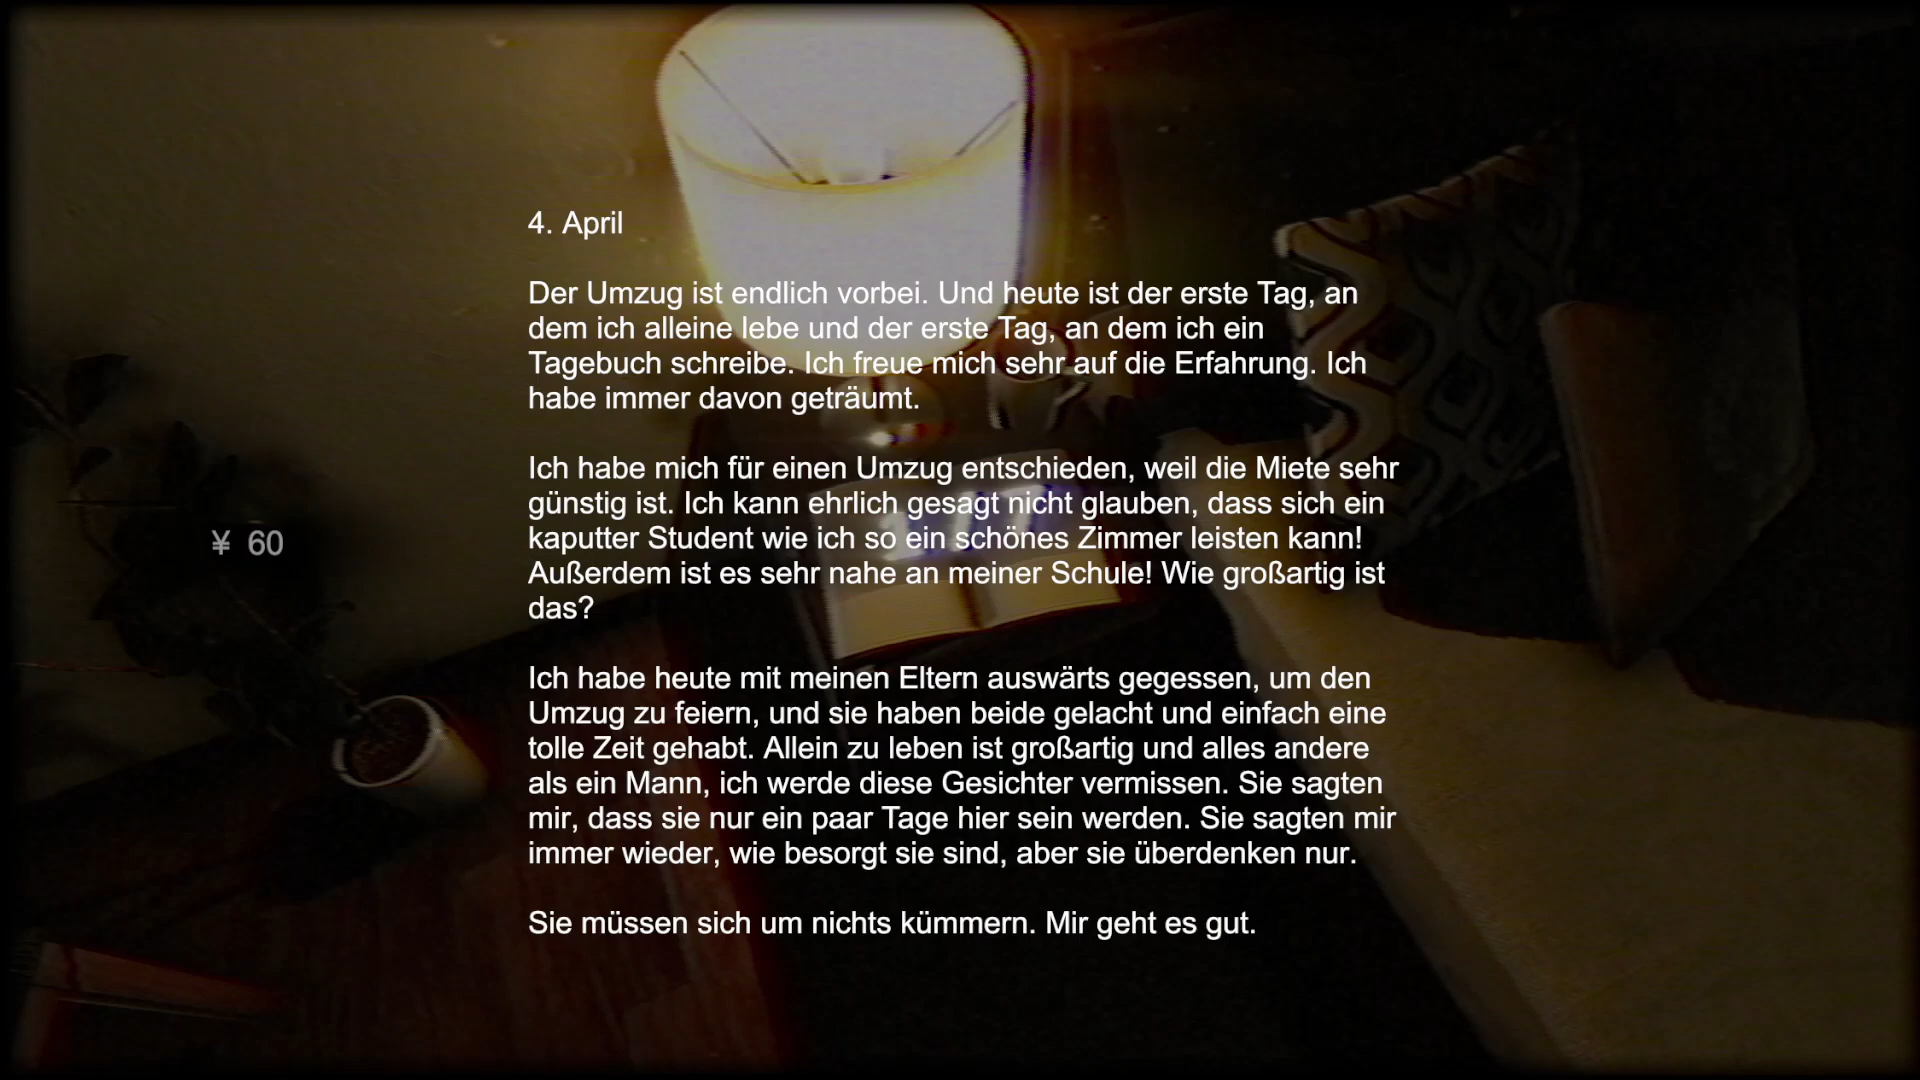 4. April
Der Umzug ist endlich vorbei. Und heute ist der erste Tag, an
dem ich alleine lebe und der erste Tag, an dem ich ein
Tagebuch schreibe. Ich freue mich sehr auf die Erfahrung. Ich
habe immer davon geträumt.
Ich habe mich für einen Umzug entschieden, weil die Miete sehr
günstig ist. Ich kann ehrlich gesagt nicht glauben, dass sich ein
kaputter Student wie ich so ein schönes Zimmer leisten kann!
Außerdem ist es sehr nahe an meiner Schule! Wie großartig ist
das?
Ich habe heute mit meinen Eltern auswärts gegessen, um den
Umzug zu feiern, und sie haben beide gelacht und einfach eine
tolle Zeit gehabt. Allein zu leben ist großartig und alles andere
als ein Mann, ich werde diese Gesichter vermissen. Sie sagten
mir, dass sie nur ein paar Tage hier sein werden. Sie sagten mir
immer wieder, wie besorgt sie sind, aber sie überdenken nur.
Sie müssen sich um nichts kümmern. Mir geht es gut.
¥ 60